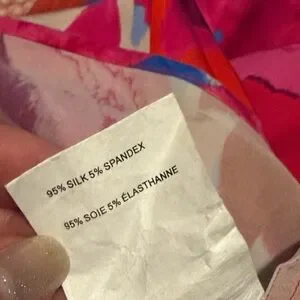 95% SILK 5% SPANDEX
95% SOIE 5% ÉLASTHANNE